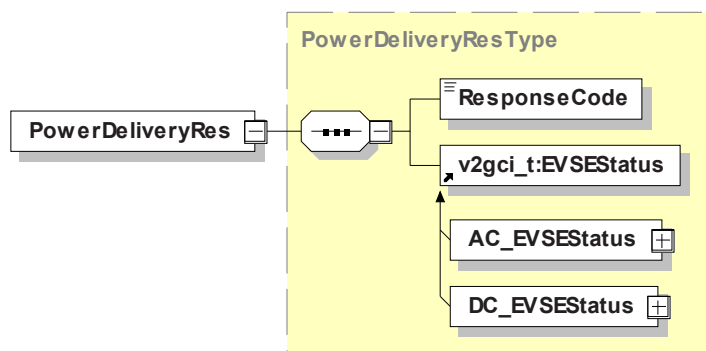 PowerDeliveryResType
ResponseCode
PowerDeliveryRes
v2gci_t:EVSEStatus
AC_EVSEStatus
DC_EVSEStatus